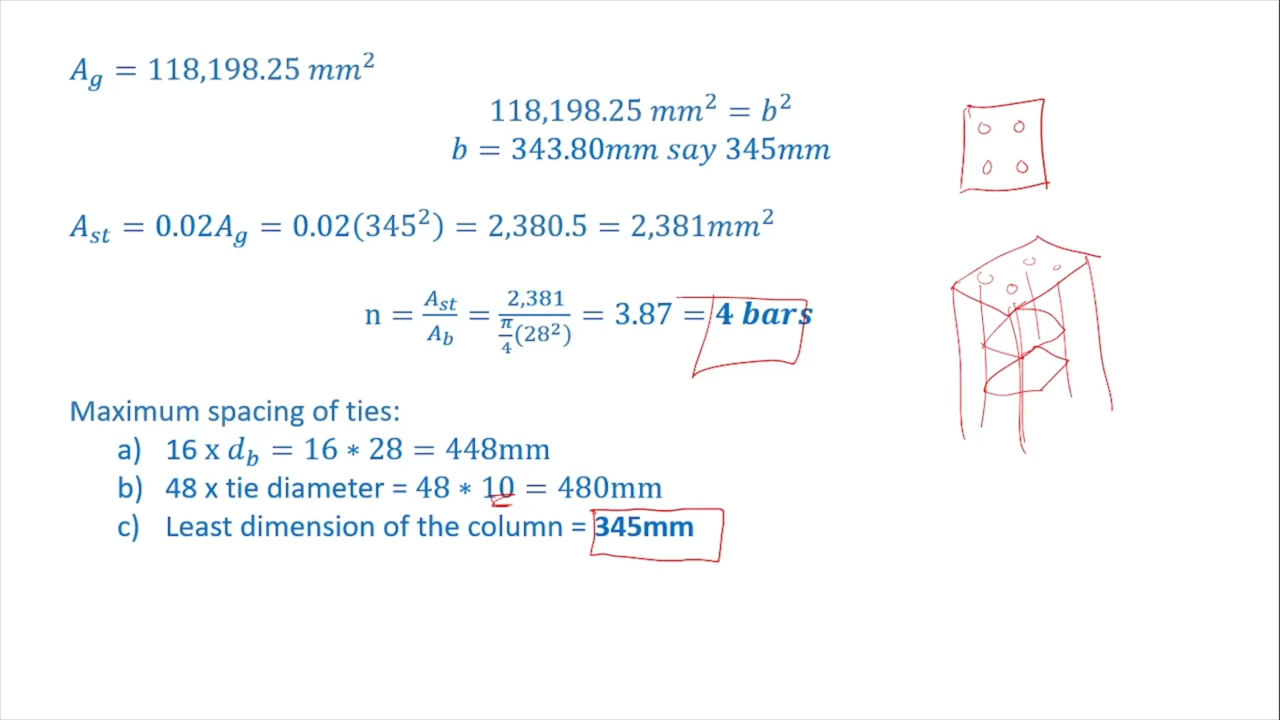 A_g = 118,198.25 mm²
118,198.25 mm² = b²
b = 343.80mm say 345mm
A_st = 0.02A_g = 0.02(345²) = 2,380.5 = 2,381mm²
n = A_st/A_b = 2,381/(π/4 (28²)) = 3.87 = 4 bars
Maximum spacing of ties:
a) 16 x d_b = 16 * 28 = 448mm
b) 48 x tie diameter = 48 * 10 = 480mm
c) Least dimension of the column = 345mm